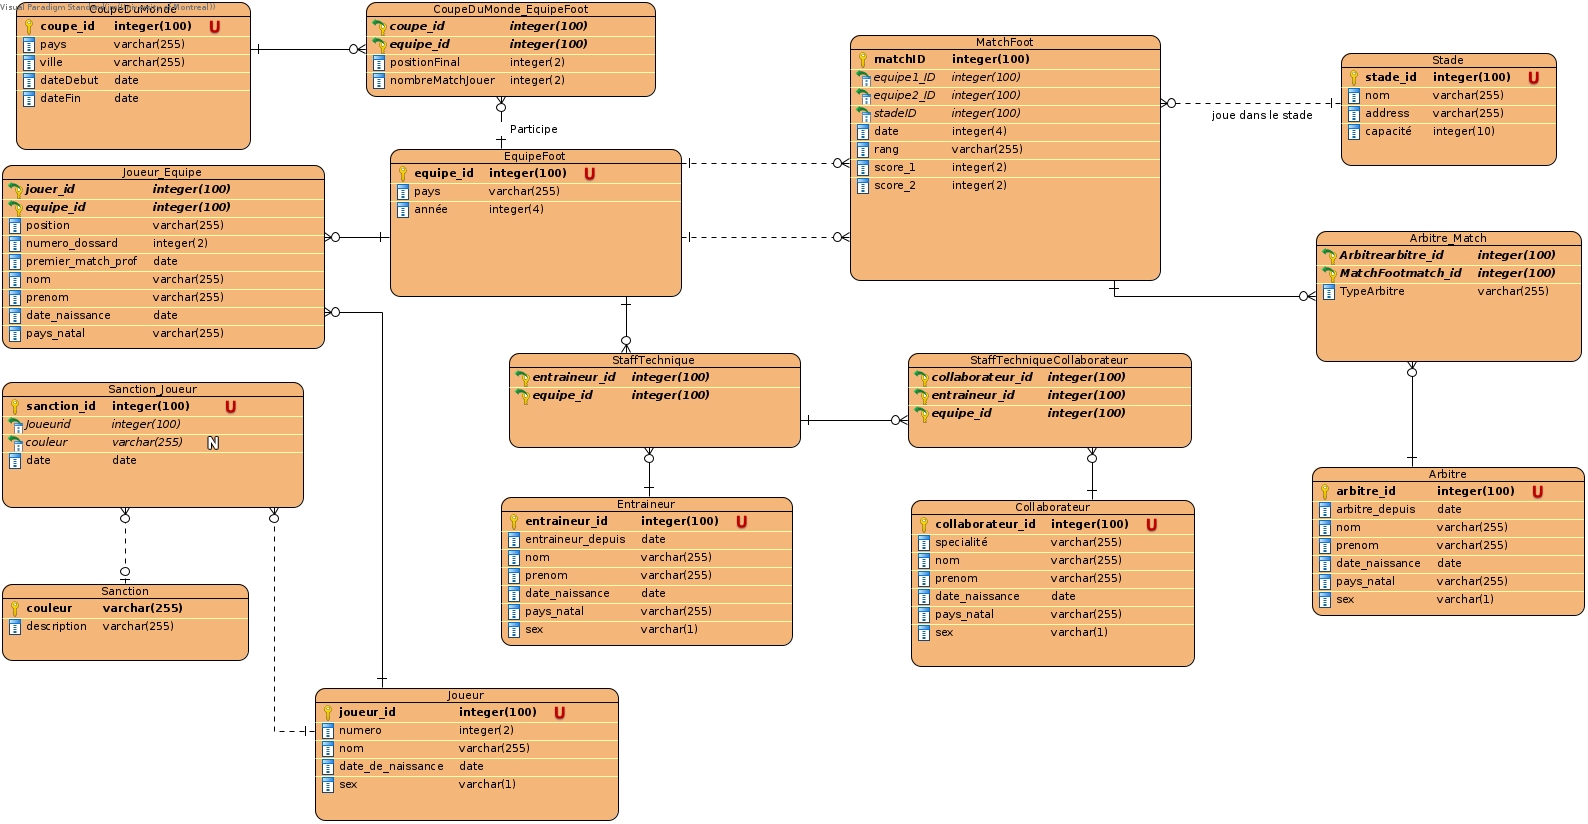 CoupeDuMonde
coupe_id integer(100) U
pays varchar(255)
ville varchar(255)
dateDebut date
dateFin date
CoupeDuMonde_EquipeFoot
coupe_id integer(100)
equipe_id integer(100)
positionFinal integer(2)
nombreMatchJouer integer(2)
Participe
MatchFoot
matchID integer(100)
equipe1_ID integer(100)
equipe2_ID integer(100)
stadeID integer(100)
date integer(4)
rang varchar(255)
score_1 integer(2)
score_2 integer(2)
joue dans le stade
Stade
stade_id integer(100) U
nom varchar(255)
address varchar(255)
capacité integer(10)
Joueur_Equipe
jouer_id integer(100)
equipe_id integer(100)
position varchar(255)
numero_dossard integer(2)
premier_match_prof date
nom varchar(255)
prenom varchar(255)
date_naissance date
pays_natal varchar(255)
EquipeFoot
equipe_id integer(100) U
pays varchar(255)
année integer(4)
Arbitre_Match
Arbitrearbitre_id integer(100)
MatchFootmatch_id integer(100)
TypeArbitre varchar(255)
StaffTechnique
entraineur_id integer(100)
equipe_id integer(100)
StaffTechniqueCollaborateur
collaborateur_id integer(100)
entraineur_id integer(100)
equipe_id integer(100)
Sanction_Joueur
sanction_id integer(100) U
Joueurid integer(100)
couleur varchar(255) N
date date
Sanction
couleur varchar(255)
description varchar(255)
Entraineur
entraineur_id integer(100) U
entraineur_depuis date
nom varchar(255)
prenom varchar(255)
date_naissance date
pays_natal varchar(255)
sex varchar(1)
Collaborateur
collaborateur_id integer(100) U
specialité varchar(255)
nom varchar(255)
prenom varchar(255)
date_naissance date
pays_natal varchar(255)
sex varchar(1)
Arbitre
arbitre_id integer(100) U
arbitre_depuis date
nom varchar(255)
prenom varchar(255)
date_naissance date
pays_natal varchar(255)
sex varchar(1)
Joueur
joueur_id integer(100) U
numero integer(2)
nom varchar(255)
date_de_naissance date
sex varchar(1)